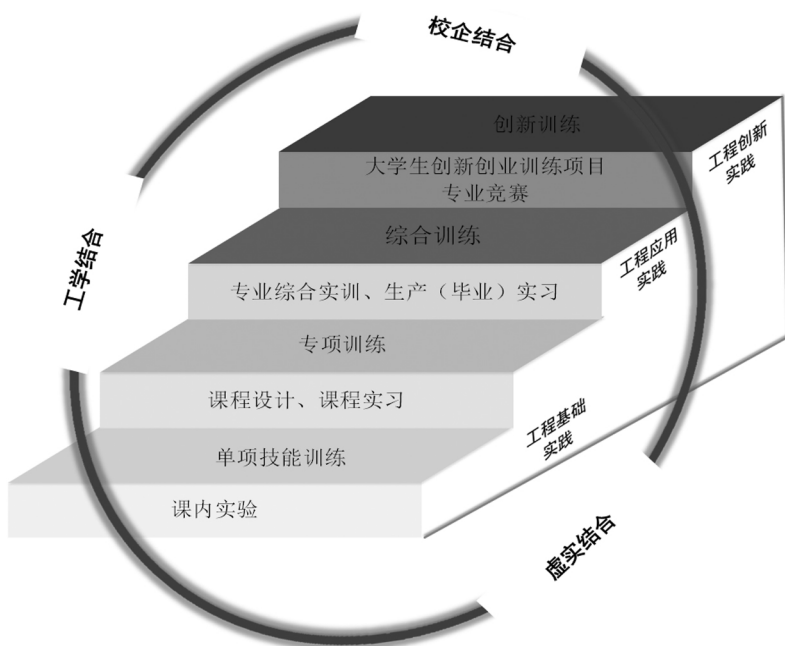 校企结合
创新训练
工程创新
实践
大学生创新创业训练项目
专业竞赛
综合训练
工程应用
实践
工学结合
专业综合实训、生产（毕业）实习
专项训练
课程设计、课程实习
工程基础
实践
单项技能训练
课内实验
虚实结合